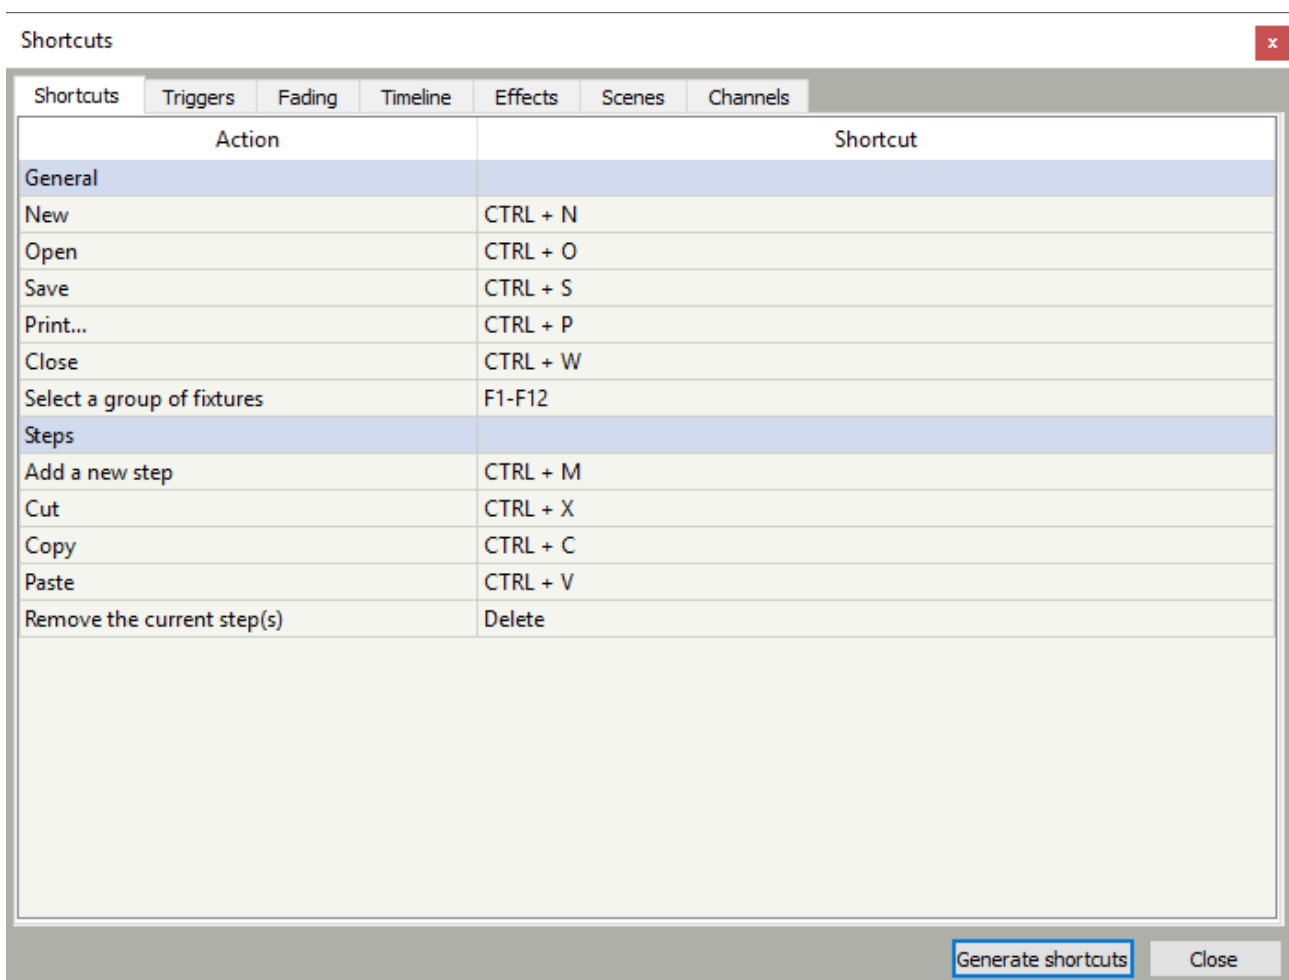 Shortcuts
x
Shortcuts Triggers Fading Timeline Effects Scenes Channels
Action Shortcut
General
New CTRL + N
Open CTRL + O
Save CTRL + S
Print... CTRL + P
Close CTRL + W
Select a group of fixtures F1-F12
Steps
Add a new step CTRL + M
Cut CTRL + X
Copy CTRL + C
Paste CTRL + V
Remove the current step(s) Delete
Generate shortcuts Close